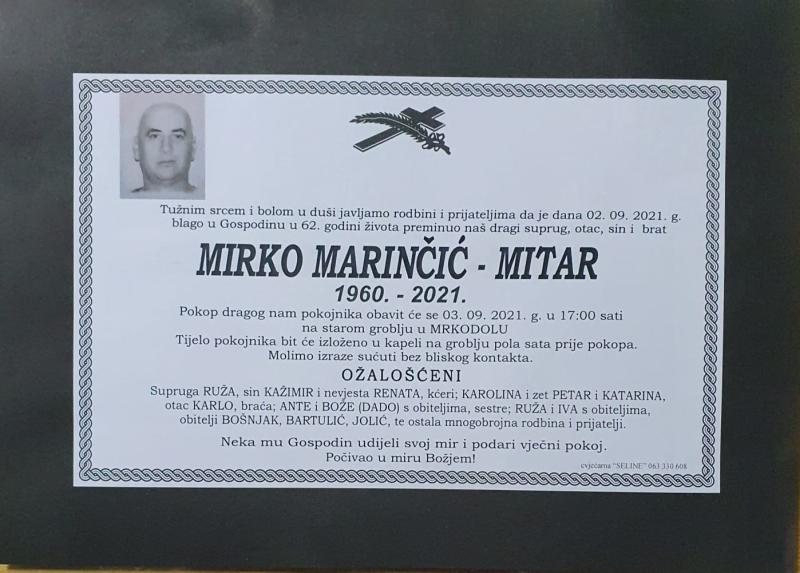 Tužnim srcem i bolom u duši javljamo rodbini i prijateljima da je dana 02. 09. 2021. g.
blago u Gospodinu u 62. godini života preminuo naš dragi suprug, otac, sin i brat
MIRKO MARINČIĆ - MITAR
1960. - 2021.
Pokop dragog nam pokojnika obavit će se 03. 09. 2021. g. u 17:00 sati
na starom groblju u MRKODOLU
Tijelo pokojnika bit će izloženo u kapeli na groblju pola sata prije pokopa.
Molimo izraze sućuti bez bliskog kontakta.
OŽALOŠĆENI
Supruga RUŽA, sin KAŽIMIR i nevjesta RENATA, kćeri; KAROLINA i zet PETAR i KATARINA,
otac KARLO, braća; ANTE i BOŽE (DADO) s obiteljima, sestre; RUŽA i IVA s obiteljima,
obitelji BOŠNJAK, BARTULIĆ, JOLIĆ, te ostala mnogobrojna rodbina i prijatelji.
Neka mu Gospodin udijeli svoj mir i podari vječni pokoj.
Počivao u miru Božjem!
cvjećarna "SELINE" 063 330 608